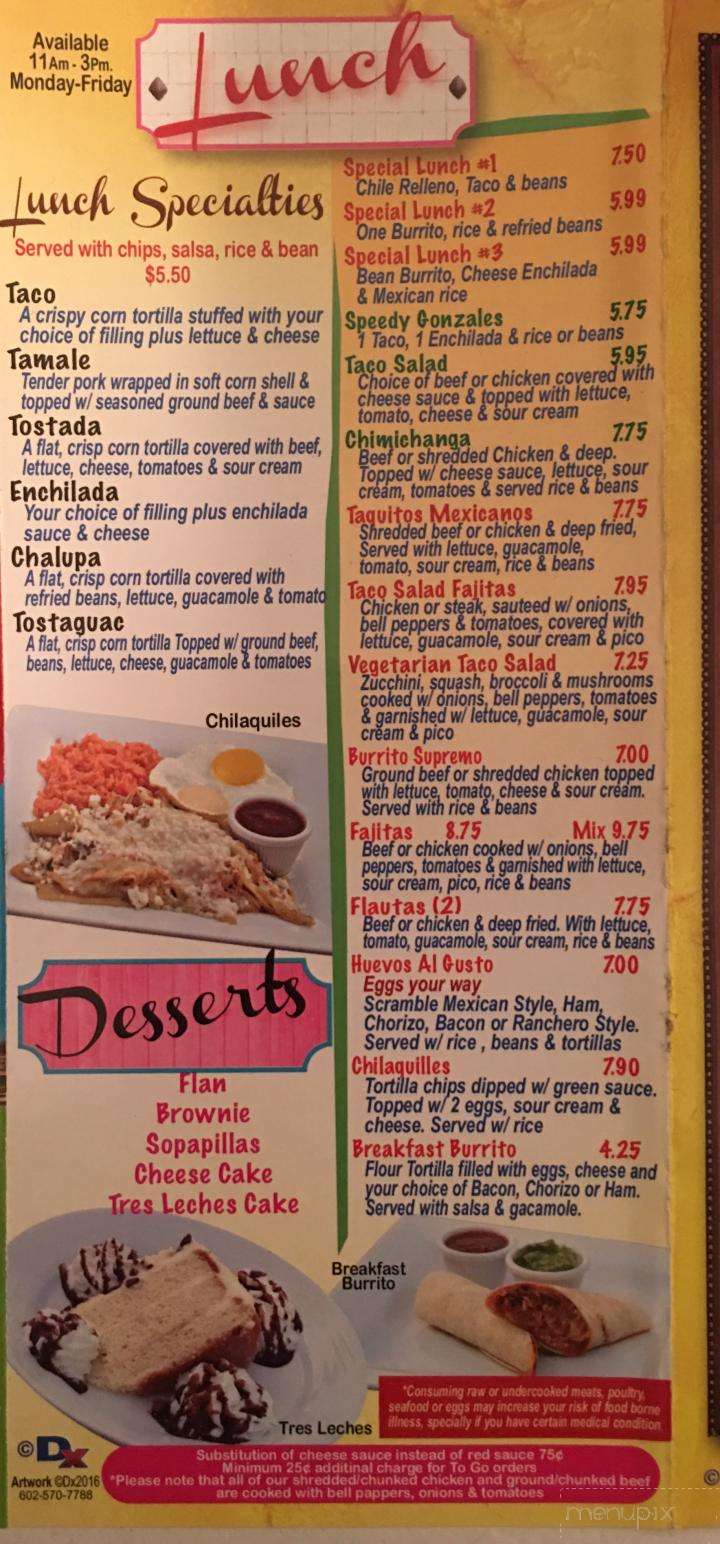 Available
11Am - 3Pm.
Monday-Friday
Lunch
Lunch Specialties
Served with chips, salsa, rice & bean
$5.50
Taco
A crispy corn tortilla stuffed with your
choice of filling plus lettuce & cheese
Tamale
Tender pork wrapped in soft corn shell &
topped w/ seasoned ground beef & sauce
Tostada
A flat, crisp corn tortilla covered with beef,
lettuce, cheese, tomatoes & sour cream
Enchilada
Your choice of filling plus enchilada
sauce & cheese
Chalupa
A flat, crisp corn tortilla covered with
refried beans, lettuce, guacamole & tomato
Tostaguac
A flat, crisp corn tortilla Topped w/ ground beef,
beans, lettuce, cheese, guacamole & tomatoes
Chilaquiles
Desserts
Flan
Brownie
Sopapillas
Cheese Cake
Tres Leches Cake
Tres Leches
Special Lunch #1 7.50
Chile Relleno, Taco & beans
Special Lunch #2 5.99
One Burrito, rice & refried beans
Special Lunch #3 5.99
Bean Burrito, Cheese Enchilada
& Mexican rice
Speedy Gonzales 5.75
1 Taco, 1 Enchilada & rice or beans
Taco Salad 5.95
Choice of beef or chicken covered with
cheese sauce & topped with lettuce,
tomato, cheese & sour cream
Chimichanga 7.75
Beef or shredded Chicken & deep.
Topped w/ cheese sauce, lettuce, sour
cream, tomatoes & served rice & beans
Taquitos Mexicanos 7.75
Shredded beef or chicken & deep fried,
Served with lettuce, guacamole,
tomato, sour cream, rice & beans
Taco Salad Fajitas 7.95
Chicken or steak, sauteed w/ onions,
bell peppers & tomatoes, covered with
lettuce, guacamole, sour cream & pico
Vegetarian Taco Salad 7.25
Zucchini, squash, broccoli & mushrooms
cooked w/ onions, bell peppers, tomatoes
& garnished w/ lettuce, guacamole, sour
cream & pico
Burrito Supremo 7.00
Ground beef or shredded chicken topped
with lettuce, tomato, cheese & sour cream.
Served with rice & beans
Fajitas 8.75 Mix 9.75
Beef or chicken cooked w/ onions, bell
peppers, tomatoes & garnished with lettuce,
sour cream, pico, rice & beans
Flautas (2) 7.75
Beef or chicken & deep fried. With lettuce,
tomato, guacamole, sour cream, rice & beans
Huevos Al Gusto 7.00
Eggs your way
Scramble Mexican Style, Ham,
Chorizo, Bacon or Ranchero Style.
Served w/ rice , beans & tortillas
Chilaquilles 7.90
Tortilla chips dipped w/ green sauce.
Topped w/ 2 eggs, sour cream &
cheese. Served w/ rice
Breakfast Burrito 4.25
Flour Tortilla filled with eggs, cheese and
your choice of Bacon, Chorizo or Ham.
Served with salsa & gacamole.
Breakfast
Burrito
*Consuming raw or undercooked meats, poultry,
seafood or eggs may increase your risk of food borne
illness, specially if you have certain medical condition
© Dx
Artwork ©Dx2016
602-570-7788
Substitution of cheese sauce instead of red sauce 75¢
Minimum 25¢ additinal charge for To Go orders
*Please note that all of our shredded/chunked chicken and ground/chunked beef
are cooked with bell pappers, onions & tomatoes
©
menupix